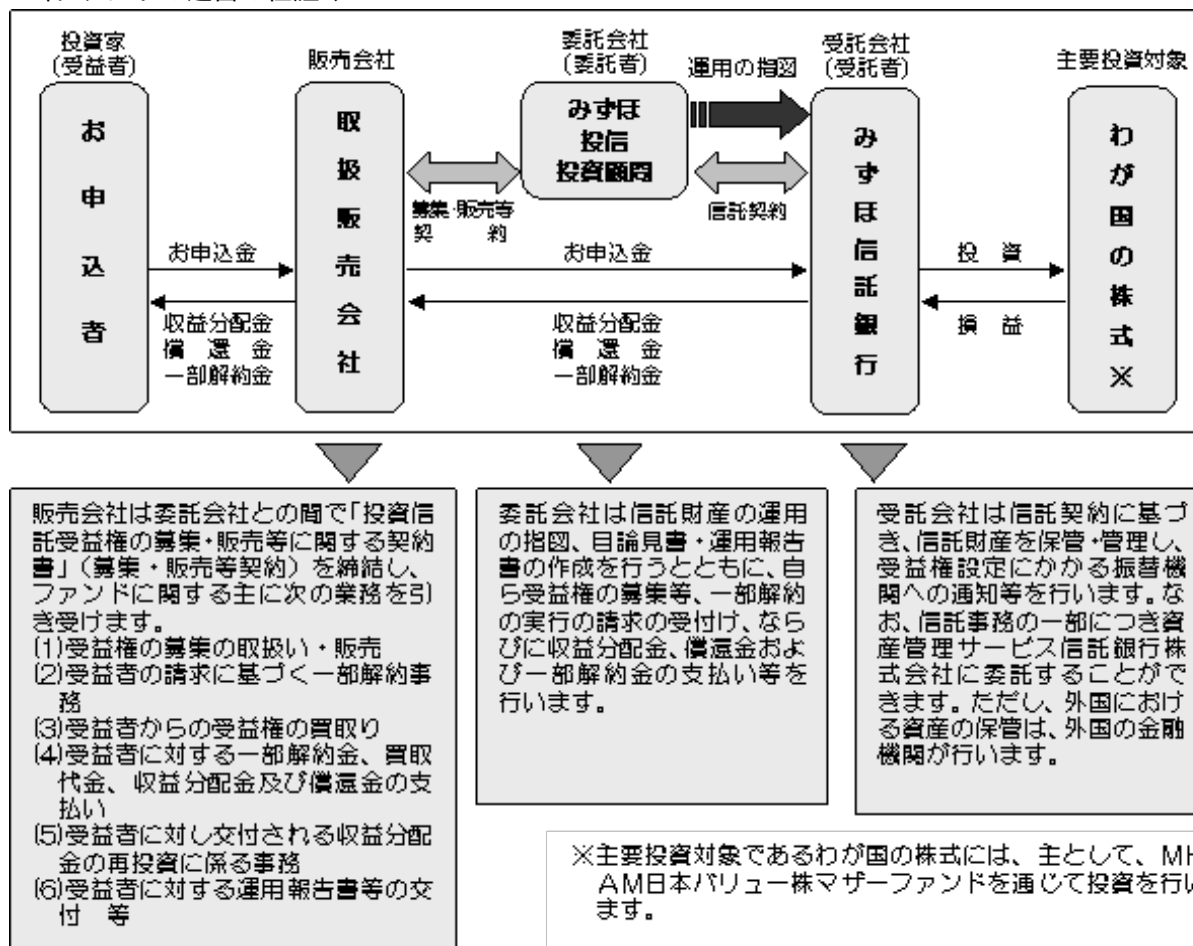 投資家
(受益者)
販売会社
委託会社
(委託者)
運用の指図
受託会社
(受託者)
主要投資対象
お申込者
取扱販売会社
みずほ
投信
投資顧問
みずほ信託銀行
わが国の株式※
募集・販売等
契　約
信託契約
お申込金
お申込金
投　資
収益分配金
償　還　金
一部解約金
収益分配金
償　還　金
一部解約金
損　益
販売会社は委託会社との間で「投資信
託受益権の募集・販売等に関する契約
書」（募集・販売等契約）を締結し、
ファンドに関する主に次の業務を引
き受けます。
(1)受益権の募集の取扱い・販売
(2)受益者の請求に基づく一部解約事
務
(3)受益者からの受益権の買取り
(4)受益者に対する一部解約金、買取
代金、収益分配金及び償還金の支
払い
(5)受益者に対し交付される収益分配
金の再投資に係る事務
(6)受益者に対する運用報告書等の交
付　等
委託会社は信託財産の運用
の指図、目論見書・運用報告
書の作成を行うとともに、自
ら受益権の募集等、一部解約
の実行の請求の受付け、なら
びに収益分配金、償還金およ
び一部解約金の支払い等を
行います。
受託会社は信託契約に基づ
き、信託財産を保管・管理し、
受益権設定にかかる振替機
関への通知等を行います。な
お、信託事務の一部につき資
産管理サービス信託銀行株
式会社に委託することがで
きます。ただし、外国におけ
る資産の保管は、外国の金融
機関が行います。
※主要投資対象であるわが国の株式には、主として、MH
AM日本バリュー株マザーファンドを通じて投資を行い
ます。